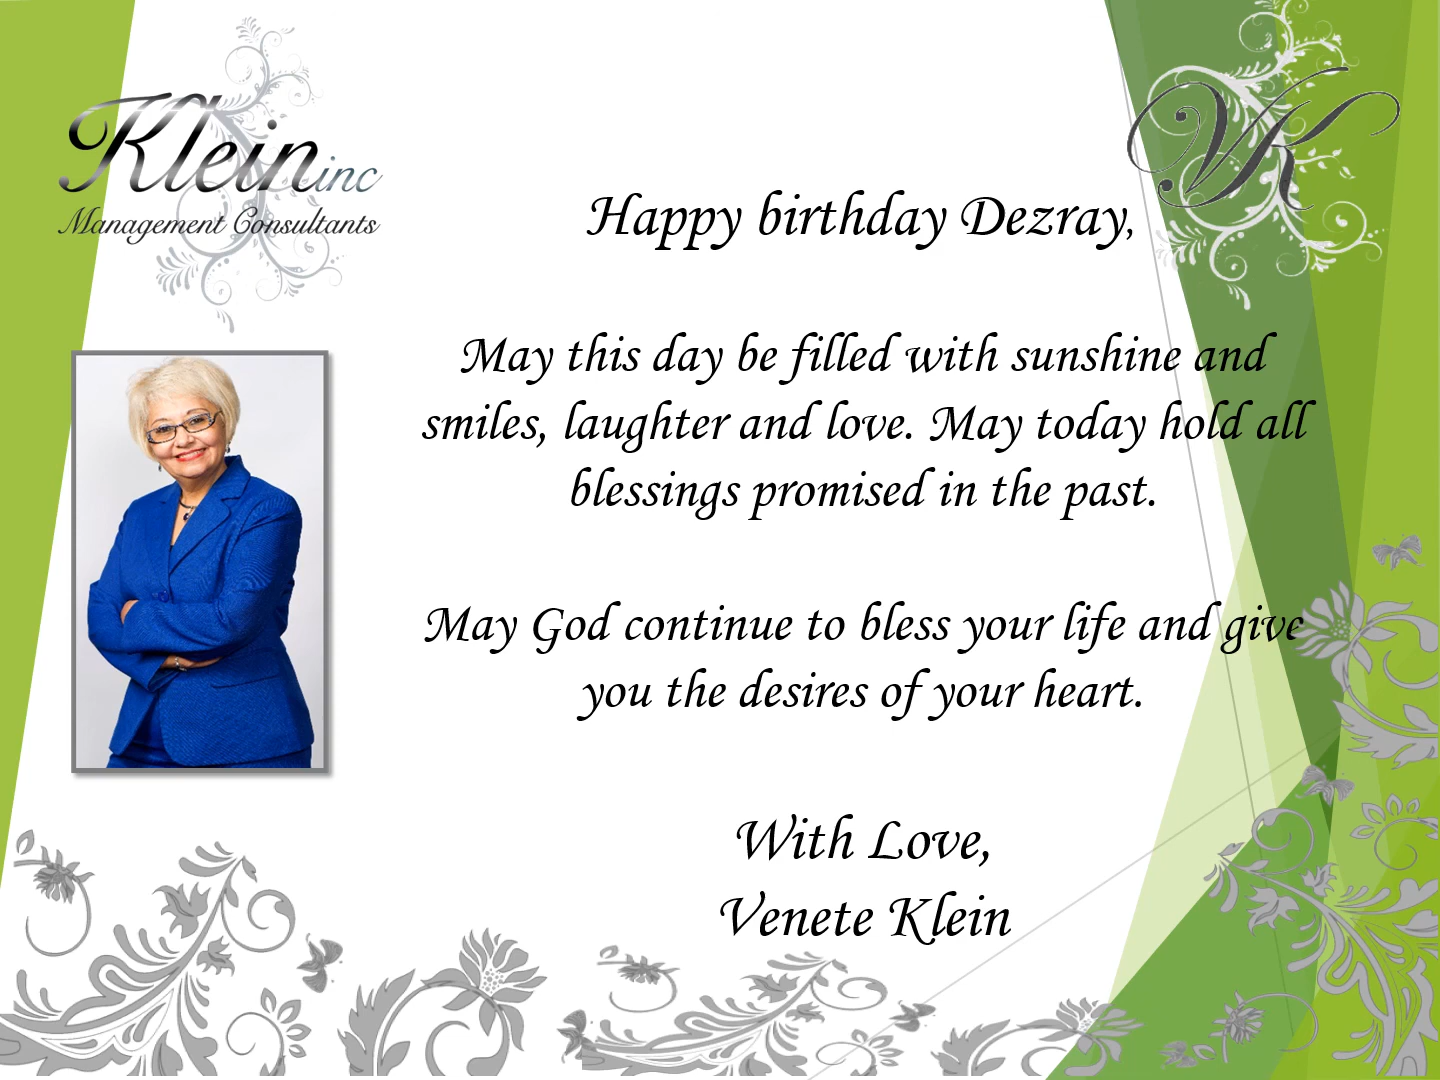 Klein inc
Management Consultants
VK
Happy birthday Dezray,
May this day be filled with sunshine and
smiles, laughter and love. May today hold all
blessings promised in the past.
May God continue to bless your life and give
you the desires of your heart.
With Love,
Venete Klein